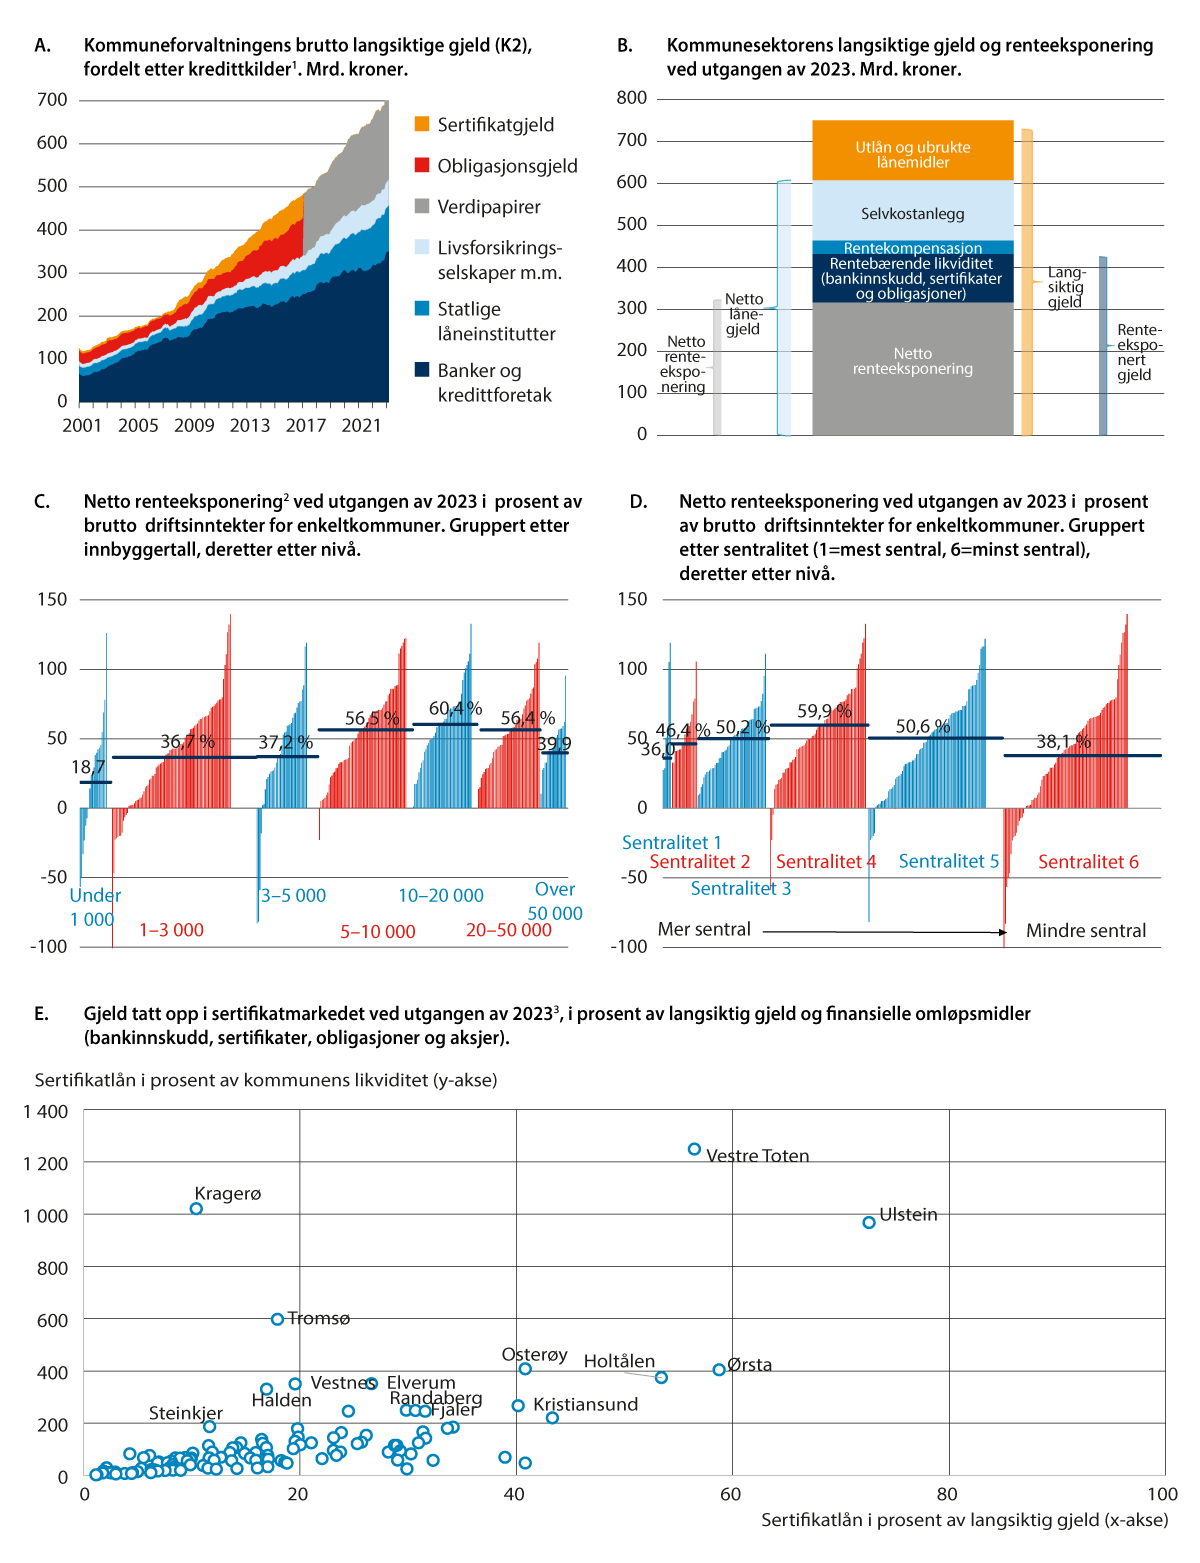 A. Kommuneforvaltningens brutto langsiktige gjeld (K2),
fordelt etter kredittkilder¹. Mrd. kroner.
700
600
500
400
300
200
100
0
2001 2005 2009 2013 2017 2021
Sertifikatgjeld
Obligasjonsgjeld
Verdipapirer
Livsforsikrings-
selskaper m.m.
Statlige
låneinstitutter
Banker og
kredittforetak
B. Kommunesektorens langsiktige gjeld og renteeksponering
ved utgangen av 2023. Mrd. kroner.
800
700
600
500
400
300
200
100
0
Utlån og ubrukte
lånemidler
Selvkostanlegg
Rentekompensasjon
Rentebærende likviditet
(bankinnskudd, sertifikater
og obligasjoner)
Netto
renteeksponering
Netto
rente-
ekspo-
nering
Netto
låne-
gjeld
Lang-
siktig
gjeld
Rente-
ekspo-
nert
gjeld
C. Netto renteeksponering² ved utgangen av 2023 i prosent av
brutto driftsinntekter for enkeltkommuner. Gruppert etter
innbyggertall, deretter etter nivå.
150
100
50
0
-50
-100
18,7
36,7 %
37,2 %
56,5 %
60,4 %
56,4 %
39,9
Under
1 000
1–3 000
3–5 000
5–10 000
10–20 000
20–50 000
Over
50 000
D. Netto renteeksponering ved utgangen av 2023 i prosent
av brutto driftsinntekter for enkeltkommuner. Gruppert
etter sentralitet (1=mest sentral, 6=minst sentral),
deretter etter nivå.
150
100
50
0
-50
-100
36,0
46,4 %
50,2 %
59,9 %
50,6 %
38,1 %
Sentralitet 1
Sentralitet 2
Sentralitet 3
Sentralitet 4
Sentralitet 5
Sentralitet 6
Mer sentral
Mindre sentral
E. Gjeld tatt opp i sertifikatmarkedet ved utgangen av 2023³, i prosent av langsiktig gjeld og finansielle omløpsmidler
(bankinnskudd, sertifikater, obligasjoner og aksjer).
Sertifikatlån i prosent av kommunens likviditet (y-akse)
1 400
1 200
1 000
800
600
400
200
0
Vestre Toten
Kragerø
Ulstein
Tromsø
Osterøy
Holtålen
Ørsta
Vestnes
Elverum
Halden
Randaberg
Fjaler
Kristiansund
Steinkjer
0 20 40 60 80 100
Sertifikatlån i prosent av langsiktig gjeld (x-akse)